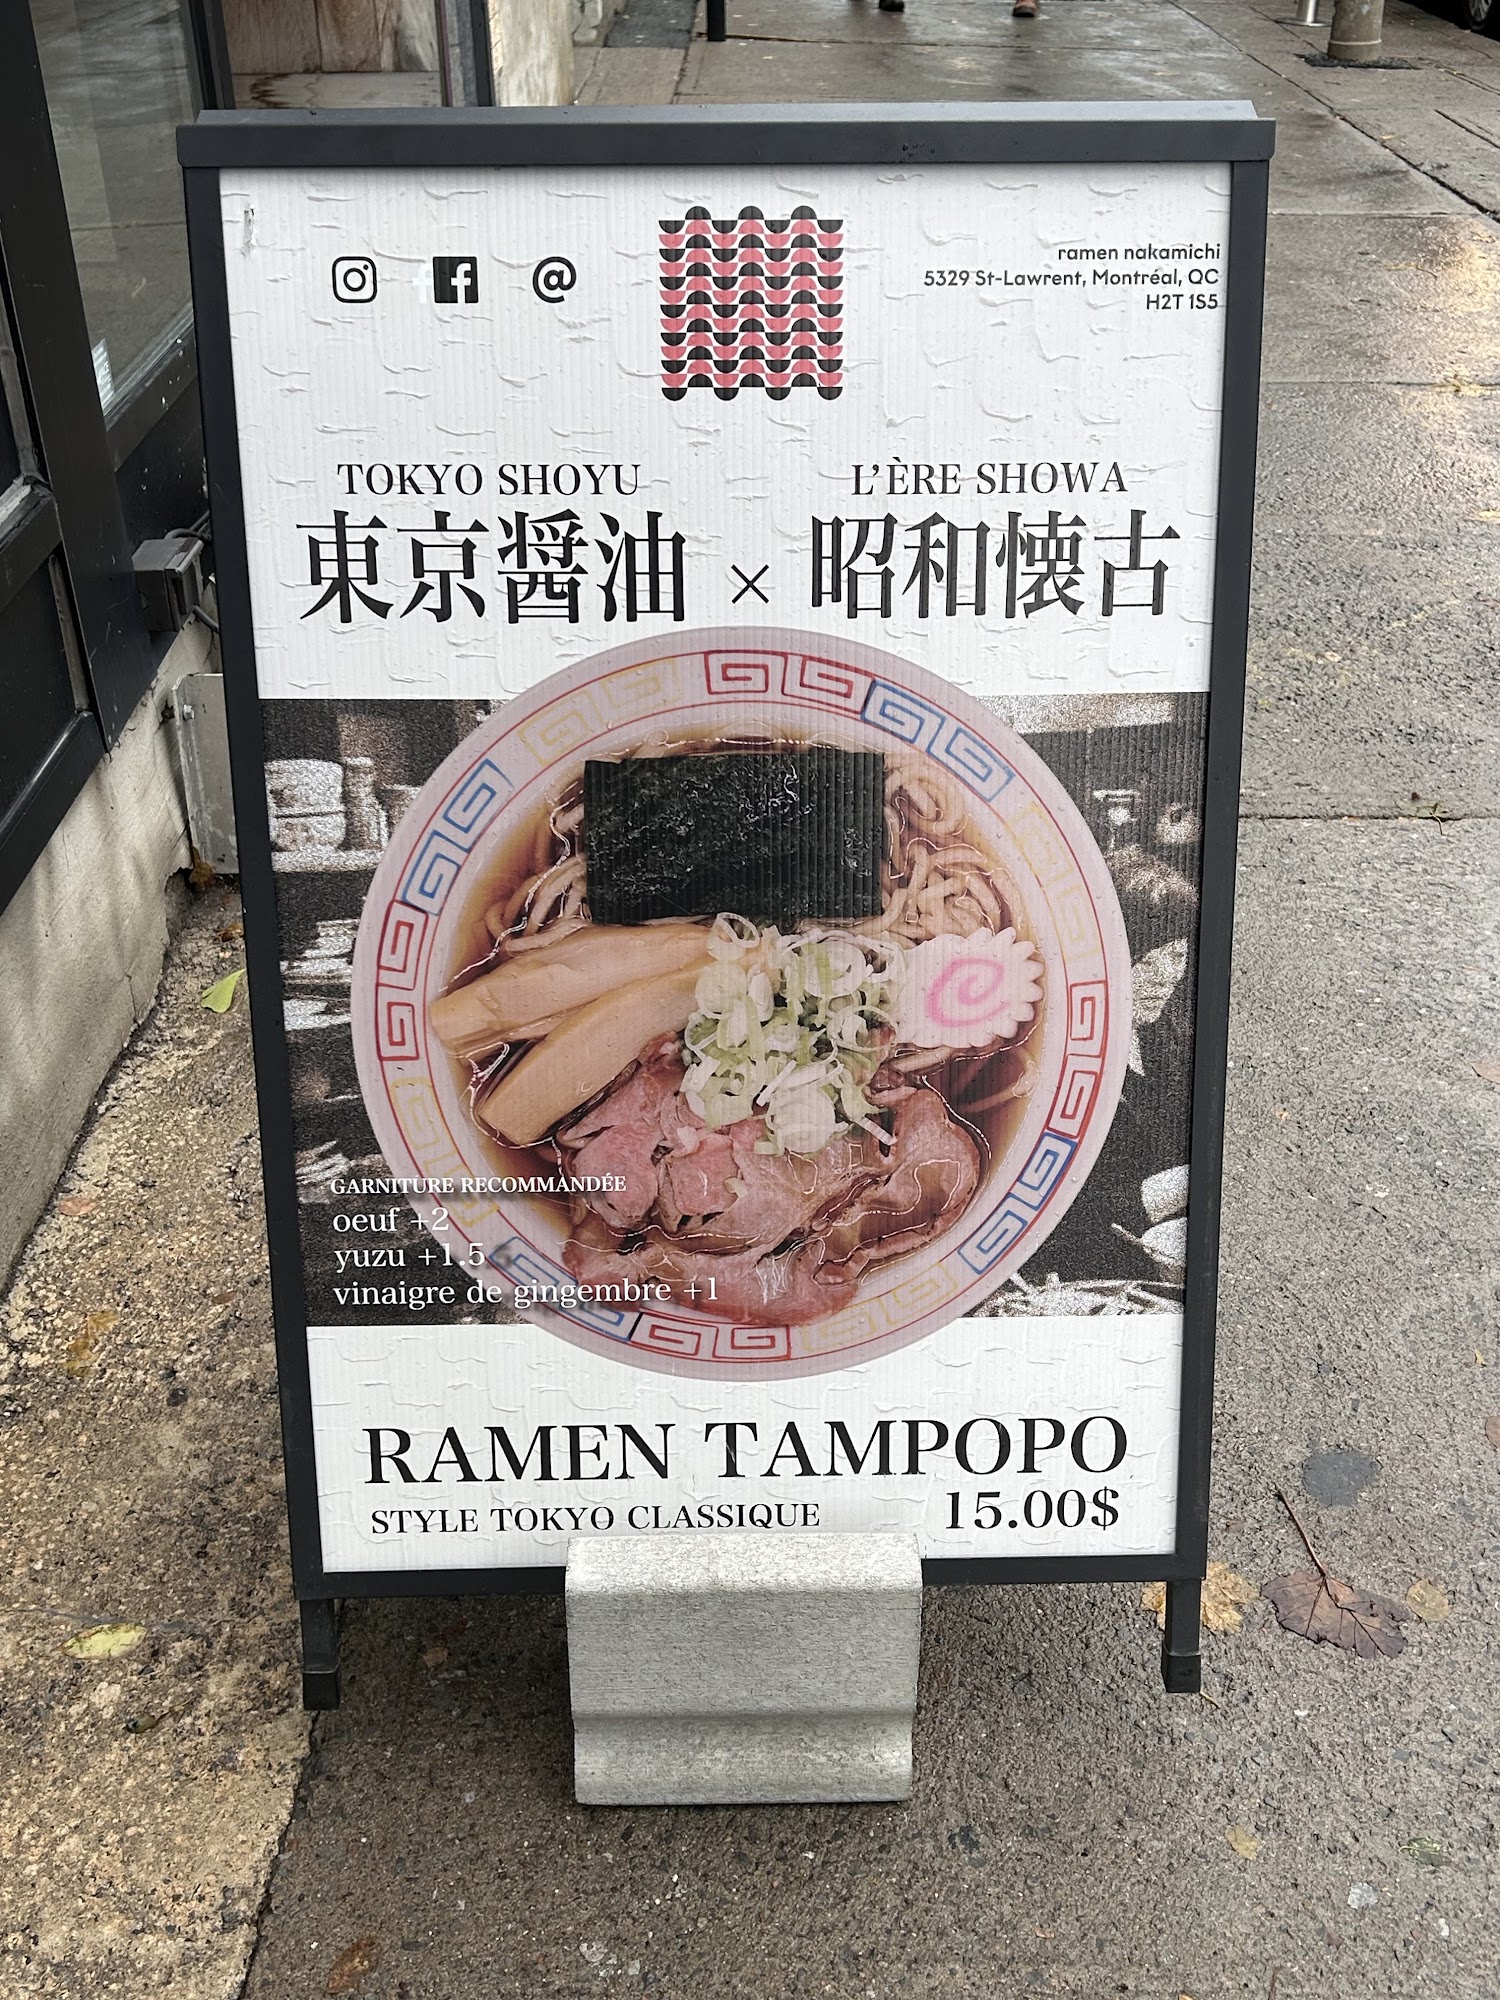 ramen nakamichi
5329 St-Lawrent, Montréal, QC
H2T 1S5
TOKYO SHOYU L'ÈRE SHOWA
東京醤油 × 昭和懐古
GARNITURE RECOMMANDÉE
oeuf +2
yuzu +1.5
vinaigre de gingembre +1
RAMEN TAMPOPO
STYLE TOKYO CLASSIQUE 15.00$